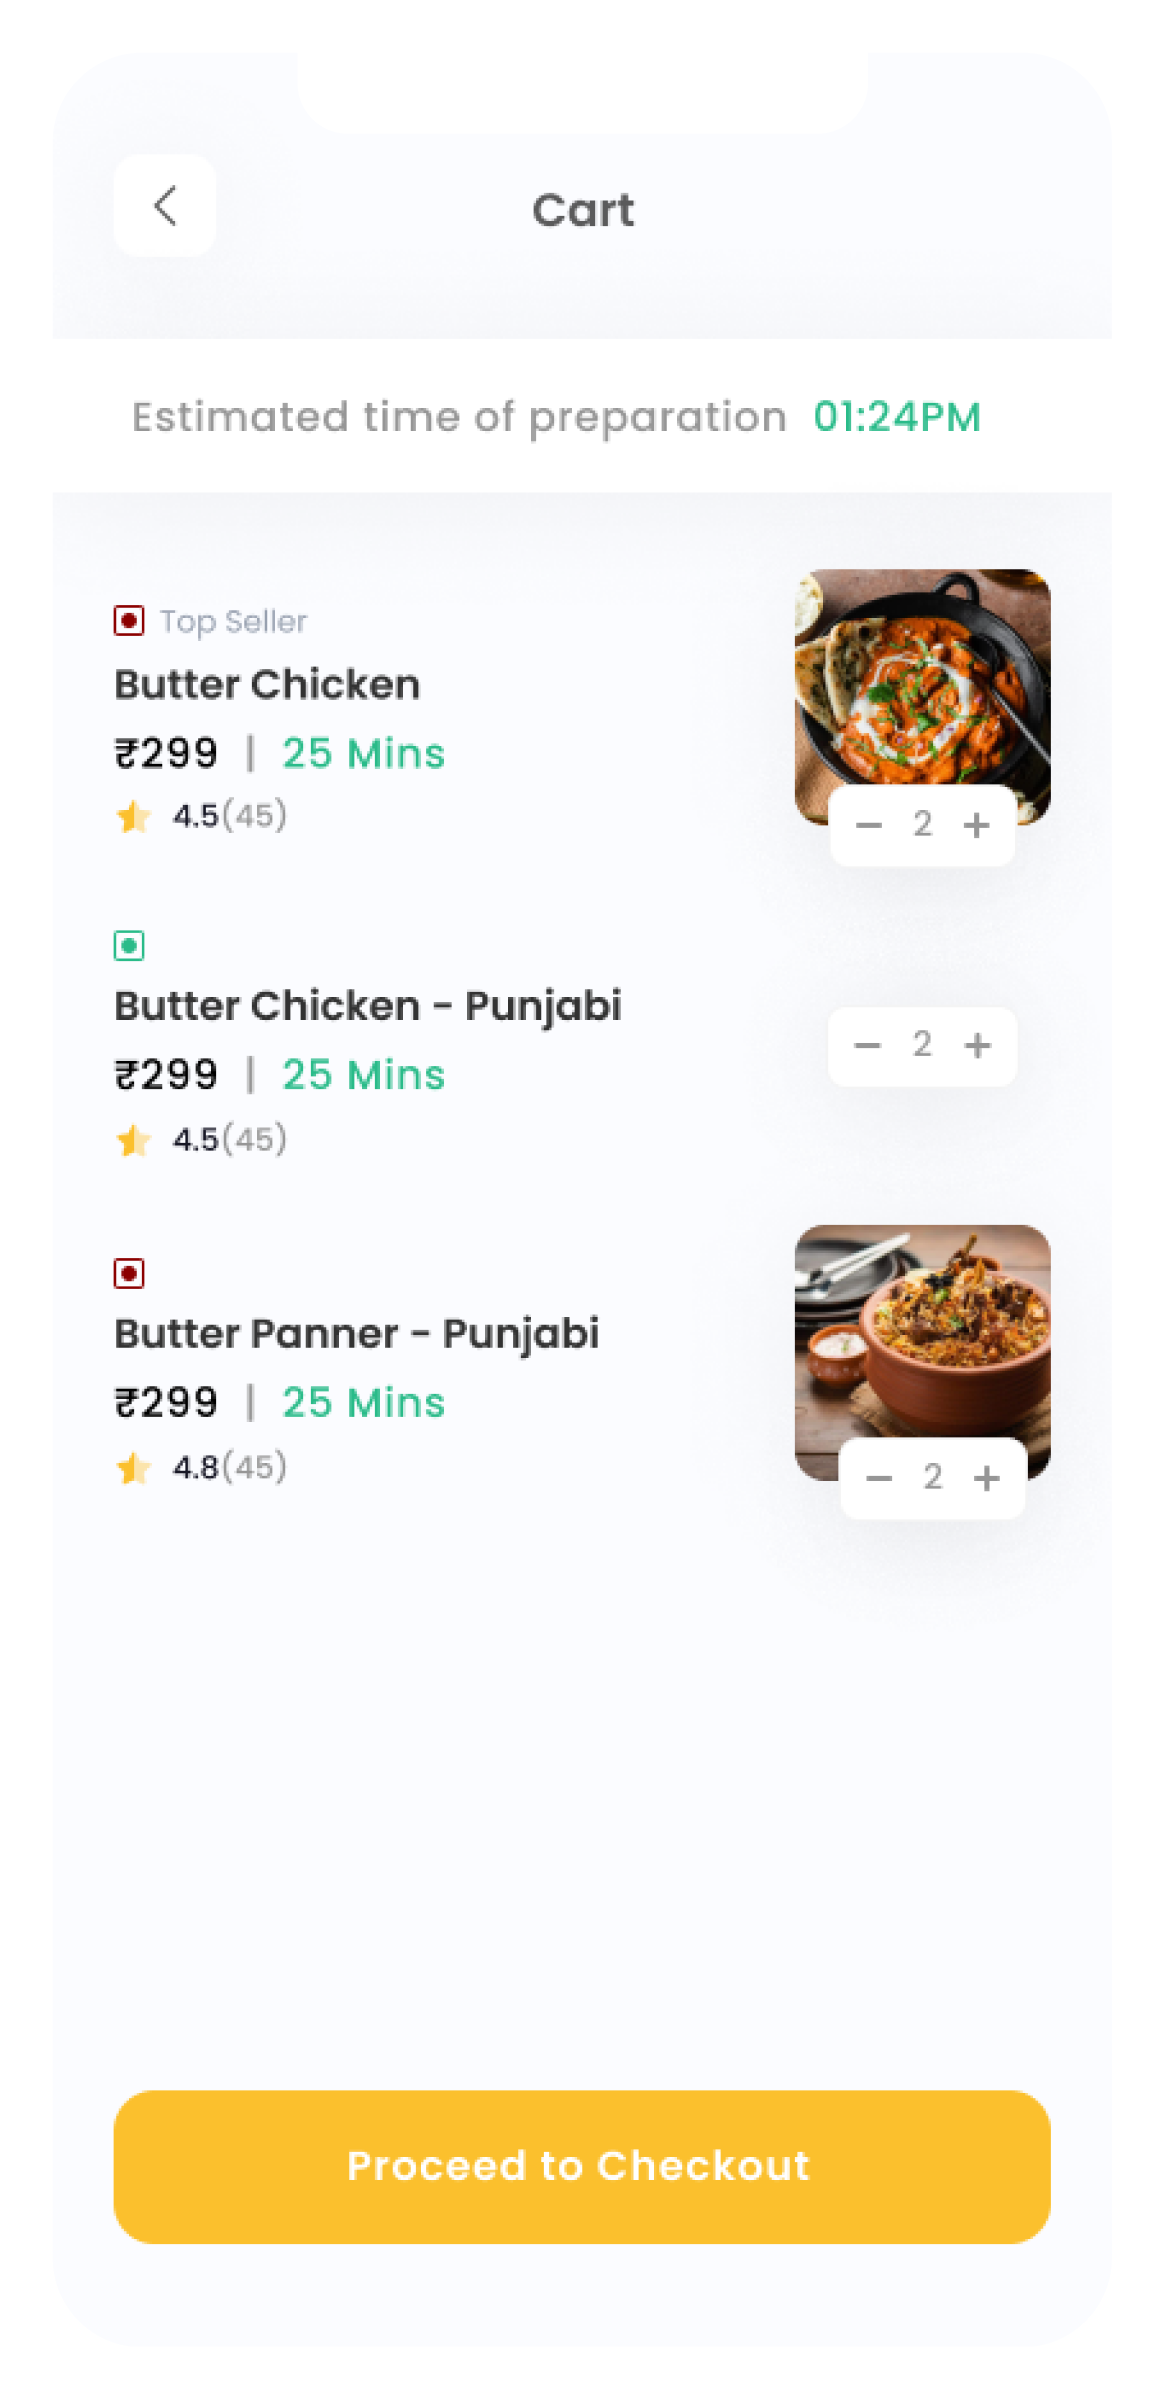 Cart
Estimated time of preparation 01:24PM
Top Seller
Butter Chicken
₹299 | 25 Mins
4.5(45)
− 2 +
Butter Chicken - Punjabi
₹299 | 25 Mins
4.5(45)
− 2 +
Butter Panner - Punjabi
₹299 | 25 Mins
4.8(45)
− 2 +
Proceed to Checkout